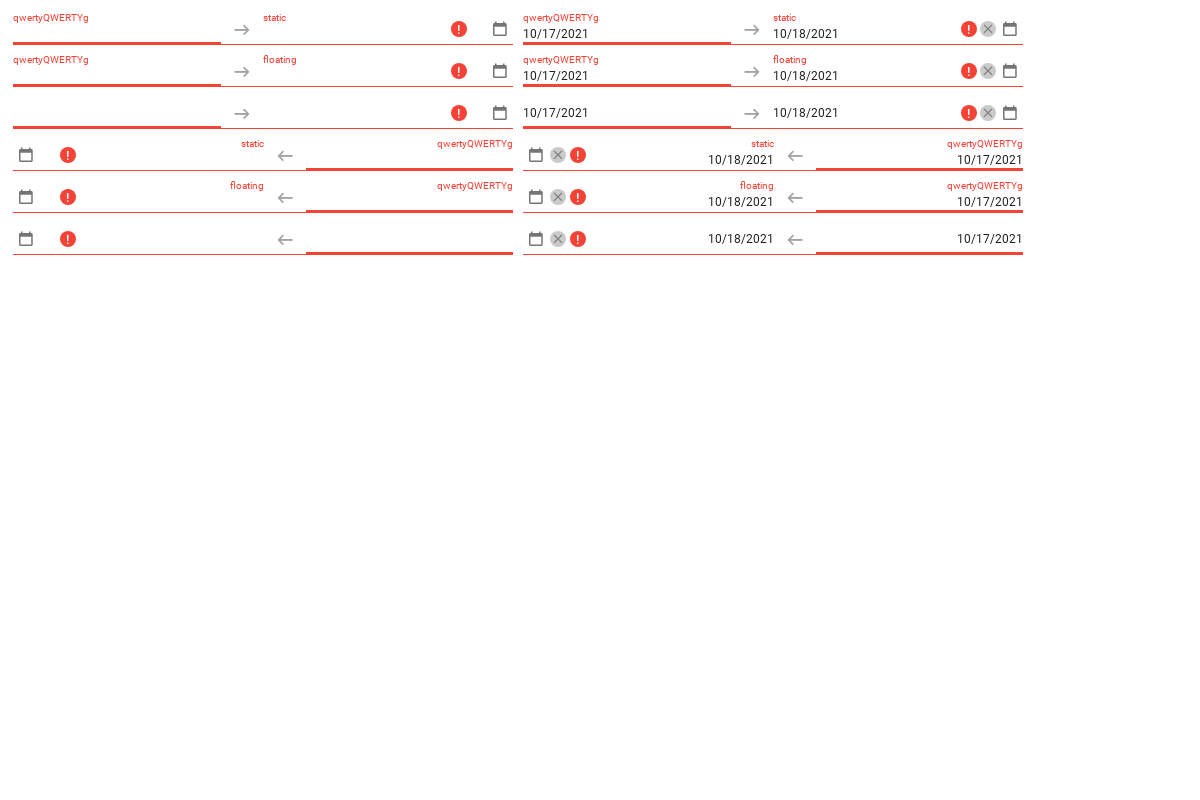 qwertyQWERTYg static qwertyQWERTYg static
10/17/2021 10/18/2021
qwertyQWERTYg floating qwertyQWERTYg floating
10/17/2021 10/18/2021
10/17/2021 10/18/2021
static qwertyQWERTYg static qwertyQWERTYg
10/18/2021 10/17/2021
floating qwertyQWERTYg floating qwertyQWERTYg
10/18/2021 10/17/2021
10/18/2021 10/17/2021